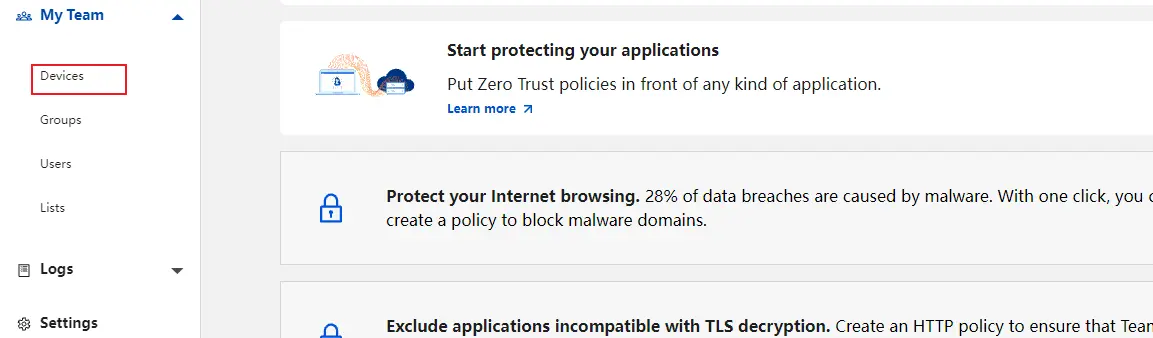 My Team
Devices
Groups
Users
Lists
Logs
Settings
Start protecting your applications
Put Zero Trust policies in front of any kind of application.
Learn more
Protect your Internet browsing. 28% of data breaches are caused by malware. With one click, you
create a policy to block malware domains.
Exclude applications incompatible with TLS decryption. Create an HTTP policy to ensure that